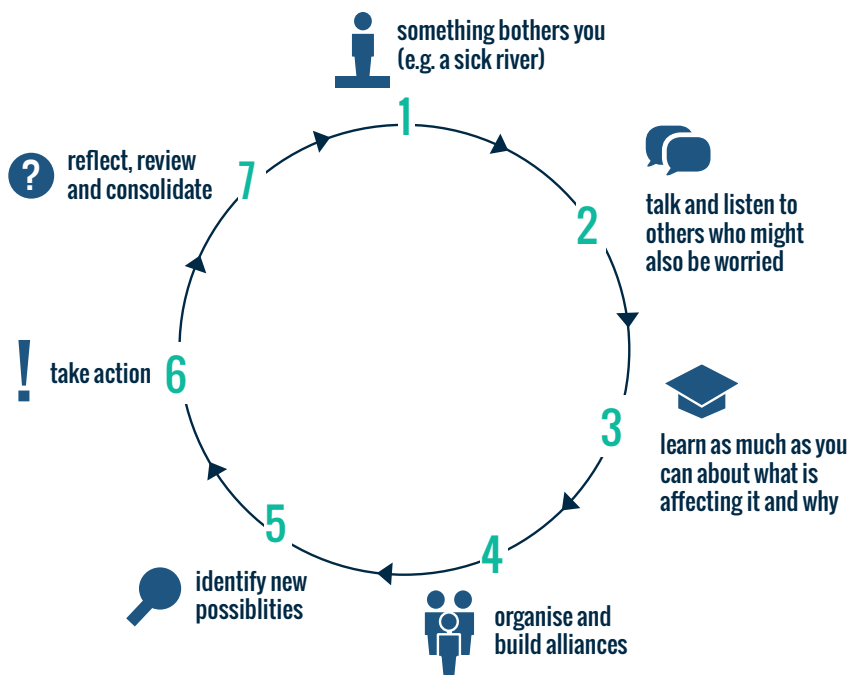 1
something bothers you
(e.g. a sick river)
2
talk and listen to
others who might
also be worried
3
learn as much as you
can about what is
affecting it and why
4
organise and
build alliances
5
identify new
possiblities
6
take action
!
7
reflect, review
and consolidate
?